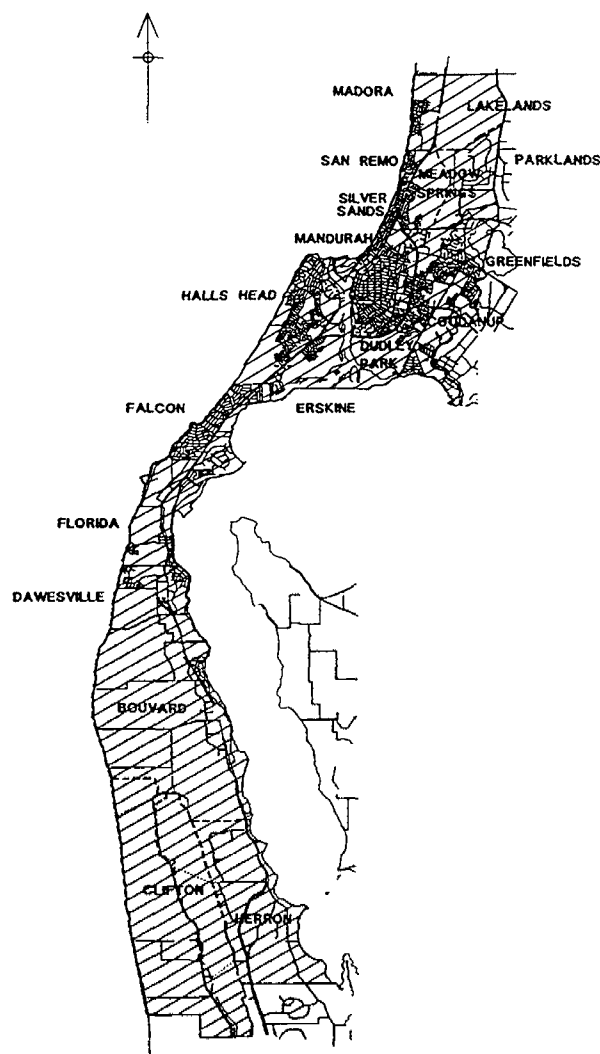 MADORA
LAKELANDS
SAN REMO
PARKLANDS
MEADOW
SPRINGS
SILVER
SANDS
MANDURAH
GREENFIELDS
HALLS HEAD
COUDANUP
DUDLEY
PARK
FALCON
ERSKINE
FLORIDA
DAWESVILLE
BOUVARD
CLIFTON
HERRON